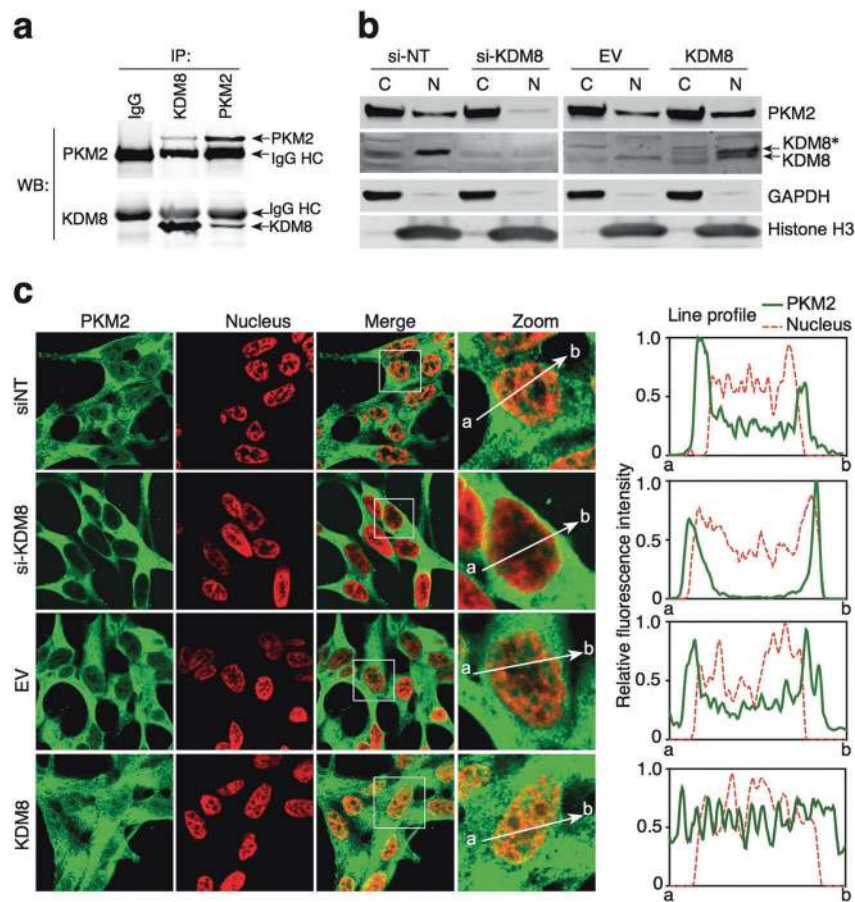 a
IP:
IgG
KDM8
PKM2
WB:
PKM2
PKM2
IgG HC
KDM8
IgG HC
KDM8
b
si-NT si-KDM8 EV KDM8
C N C N C N C N
PKM2
KDM8*
KDM8
GAPDH
Histone H3
c
PKM2 Nucleus Merge Zoom
Line profile
PKM2
Nucleus
siNT
a
b
1.0
0.5
0
a b
si-KDM8
a
b
1.0
0.5
0
a b
EV
a
b
1.0
0.5
0
a b
KDM8
a
b
1.0
0.5
0
a b
Relative fluorescence intensity